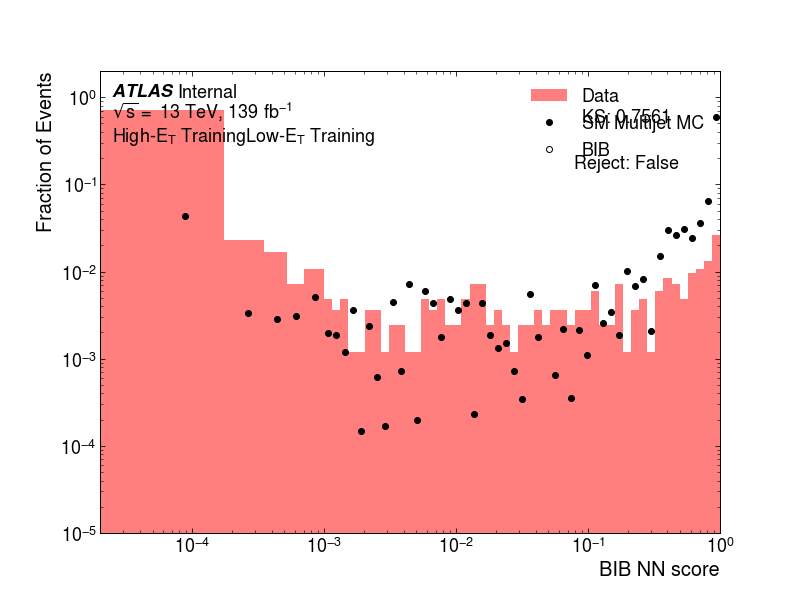 ATLAS Internal
√s = 13 TeV, 139 fb⁻¹
High-E_T TrainingLow-E_T Training
Data
KS: 0.7561
SM Multijet MC
BIB
Reject: False
Fraction of Events
10⁰
10⁻¹
10⁻²
10⁻³
10⁻⁴
10⁻⁵
10⁻⁴
10⁻³
10⁻²
10⁻¹
10⁰
BIB NN score